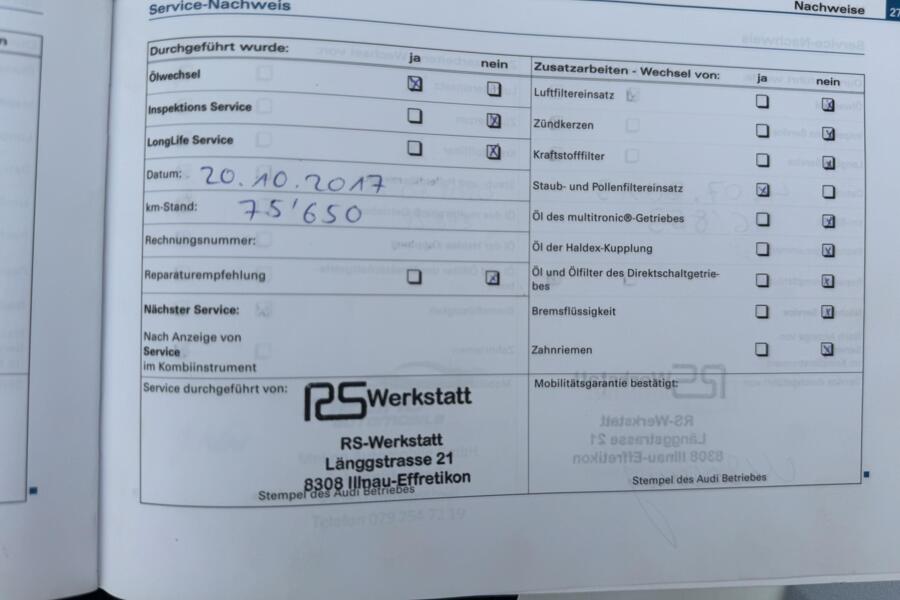 Service-Nachweis
Nachweise
27
Durchgeführt wurde:
ja
nein
Ölwechsel
Inspektions Service
LongLife Service
Datum: 20.10.2017
km-Stand: 75'650
Rechnungsnummer:
Reparaturempfehlung
Nächster Service:
Nach Anzeige von
Service
im Kombiinstrument
Service durchgeführt von:
RS Werkstatt
RS-Werkstatt
Länggstrasse 21
8308 Illnau-Effretikon
Stempel des Audi Betriebes
Zusatzarbeiten - Wechsel von:
ja
nein
Luftfiltereinsatz
Zündkerzen
Kraftstofffilter
Staub- und Pollenfiltereinsatz
Öl des multitronic®-Getriebes
Öl der Haldex-Kupplung
Öl und Ölfilter des Direktschaltgetrie-
bes
Bremsflüssigkeit
Zahnriemen
Mobilitätsgarantie bestätigt:
Stempel des Audi Betriebes